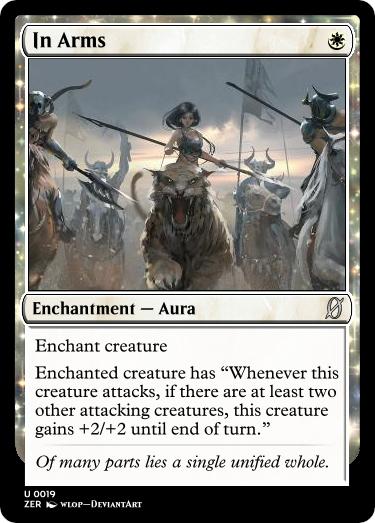 In Arms
Enchantment — Aura
Enchant creature
Enchanted creature has “Whenever this
creature attacks, if there are at least two
other attacking creatures, this creature
gains +2/+2 until end of turn.”
Of many parts lies a single unified whole.
U 0019
ZER WLOP—DeviantArt